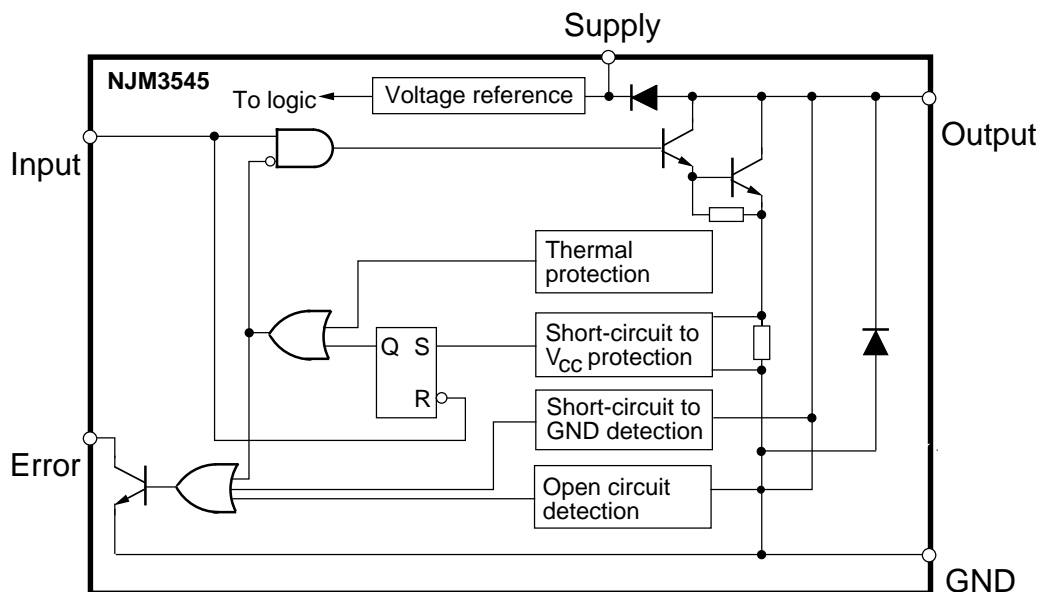 Supply
NJM3545
To logic
Voltage reference
Output
Input
Thermal
protection
Q S
Short-circuit to
VCC protection
R
Short-circuit to
GND detection
Error
Open circuit
detection
GND